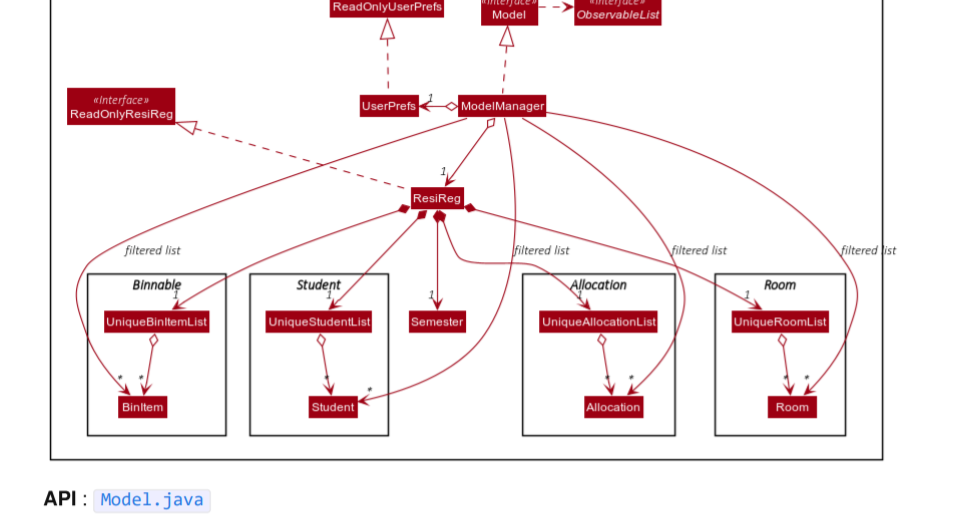 ReadOnlyUserPrefs
«Interface»
Model
«Interface»
ObservableList
«Interface»
ReadOnlyResiReg
UserPrefs
1
ModelManager
1
ResiReg
filtered list
filtered list
filtered list
filtered list
Binnable
Student
Allocation
Room
1
1
1
1
1
UniqueBinItemList
UniqueStudentList
Semester
UniqueAllocationList
UniqueRoomList
* *
*
*
* *
* *
BinItem
Student
Allocation
Room
API : Model.java